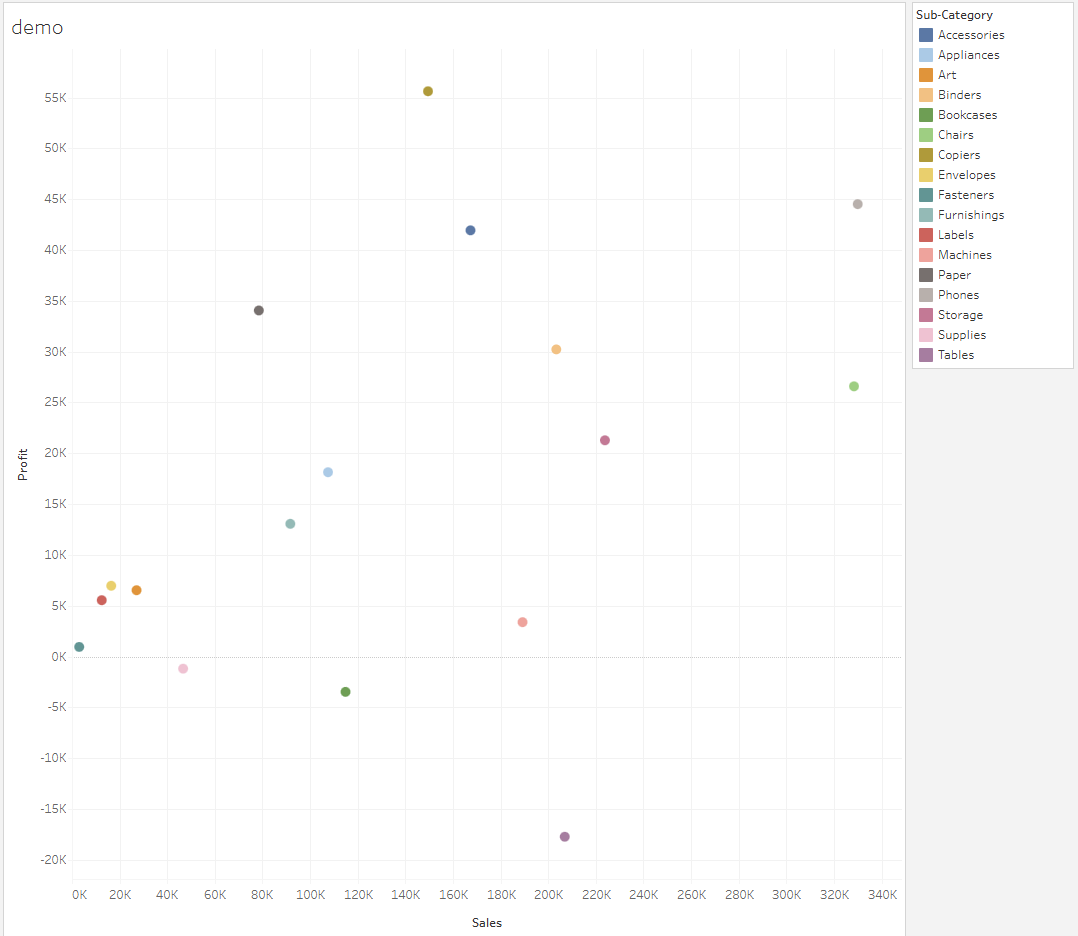 demo
Sub-Category
Accessories
Appliances
Art
Binders
Bookcases
Chairs
Copiers
Envelopes
Fasteners
Furnishings
Labels
Machines
Paper
Phones
Storage
Supplies
Tables
55K
50K
45K
40K
35K
30K
25K
20K
15K
10K
5K
0K
-5K
-10K
-15K
-20K
Profit
0K 20K 40K 60K 80K 100K 120K 140K 160K 180K 200K 220K 240K 260K 280K 300K 320K 340K
Sales